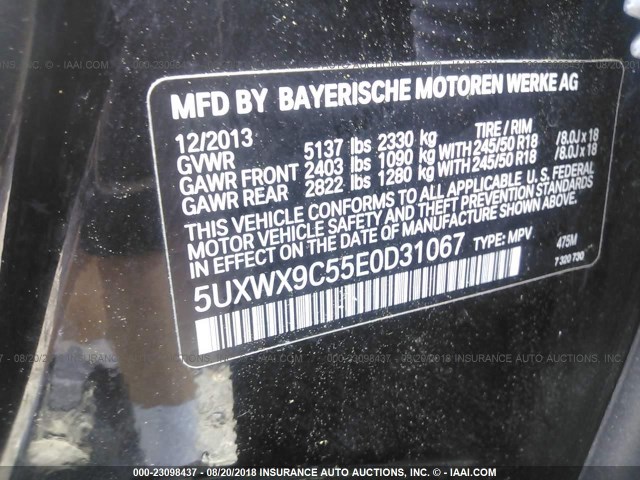 MFD BY BAYERISCHE MOTOREN WERKE AG
12/2013 TIRE / RIM
GVWR 5137 lbs 2330 kg
GAWR FRONT 2403 lbs 1090 kg WITH 245/50 R18 /8.0J x 18
GAWR REAR 2822 lbs 1280 kg WITH 245/50 R18 /8.0J x 18
THIS VEHICLE CONFORMS TO ALL APPLICABLE U. S. FEDERAL
MOTOR VEHICLE SAFETY AND THEFT PREVENTION STANDARDS
IN EFFECT ON THE DATE OF MANUFACTURE SHOWN ABOVE.
5UXWX9C55E0D31067 TYPE: MPV 475M
7 320 730
000-23098437 - 08/20/2018 INSURANCE AUTO AUCTIONS, INC. - IAAI.COM